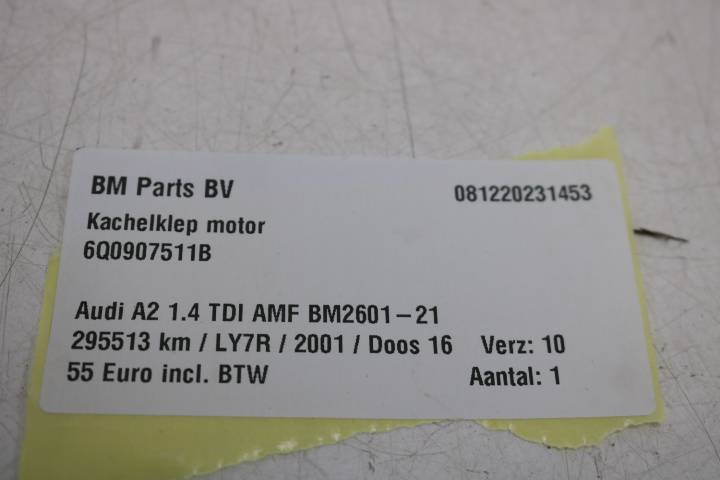 BM Parts BV 081220231453
Kachelklep motor
6Q0907511B
Audi A2 1.4 TDI AMF BM2601-21
295513 km / LY7R / 2001 / Doos 16 Verz: 10
55 Euro incl. BTW Aantal: 1